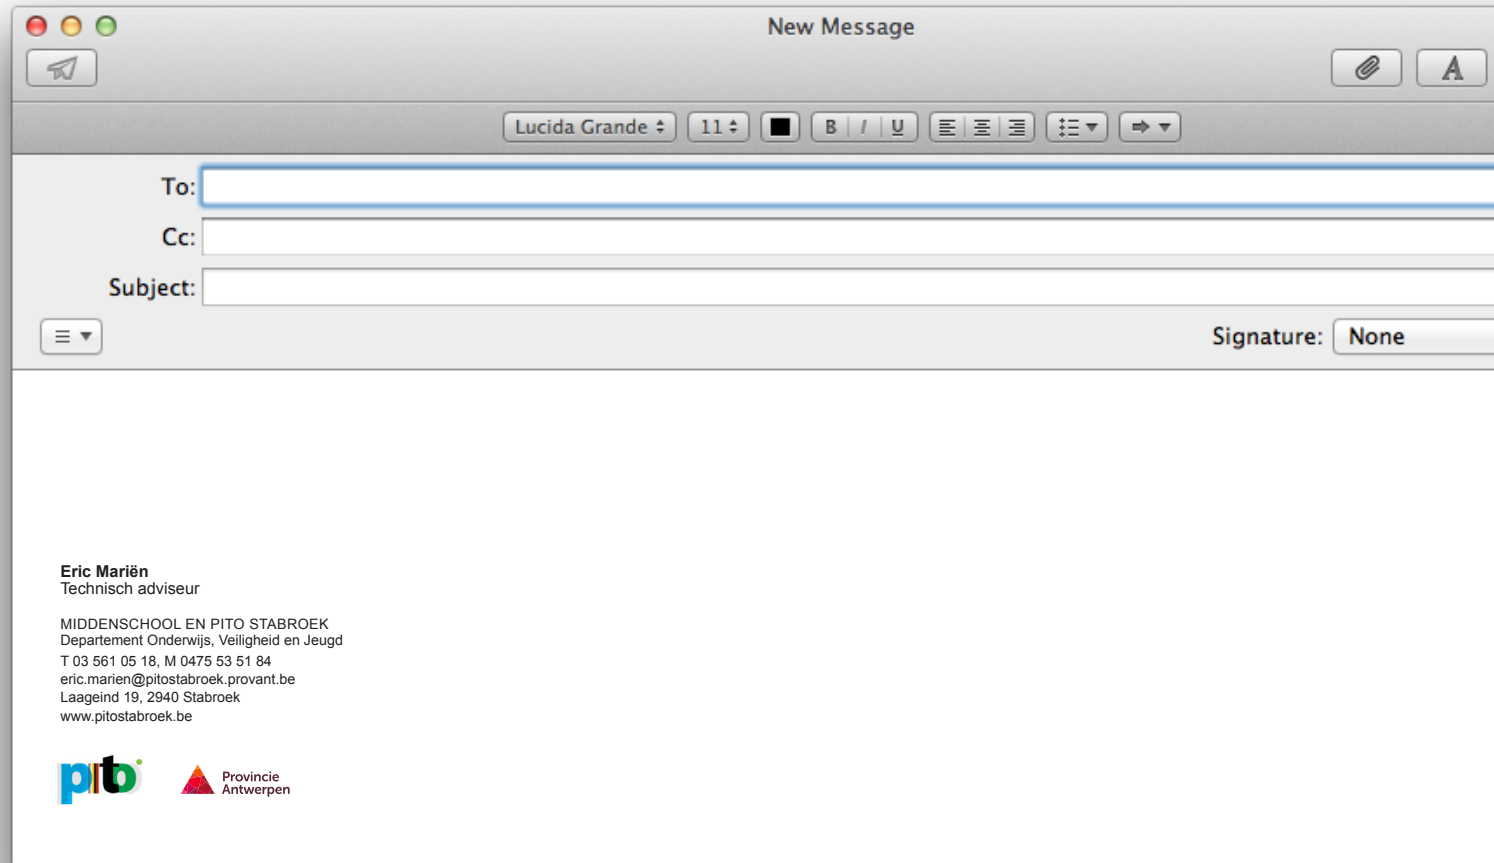 New Message
Lucida Grande 11 B I U
To:
Cc:
Subject:
Signature: None
Eric Mariën
Technisch adviseur
MIDDENSCHOOL EN PITO STABROEK
Departement Onderwijs, Veiligheid en Jeugd
T 03 561 05 18, M 0475 53 51 84
eric.marien@pitostabroek.provant.be
Laageind 19, 2940 Stabroek
www.pitostabroek.be
pito
Provincie
Antwerpen